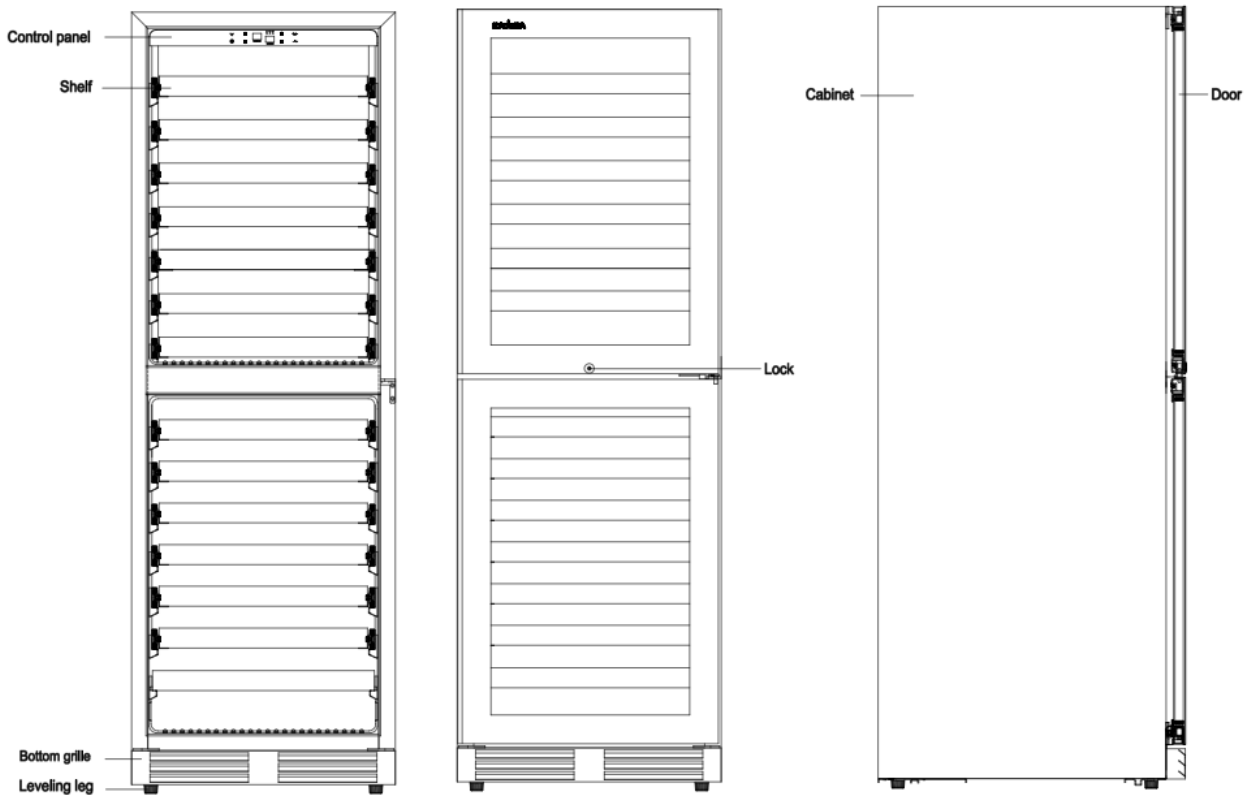 Control panel
Shelf
Bottom grille
Leveling leg
Lock
Cabinet
Door